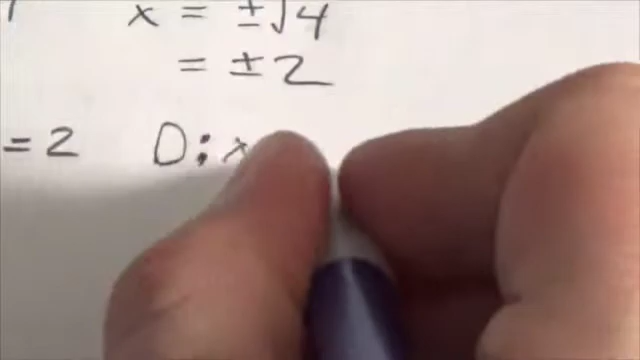 x = ±√4
= ±2
= 2 D: x